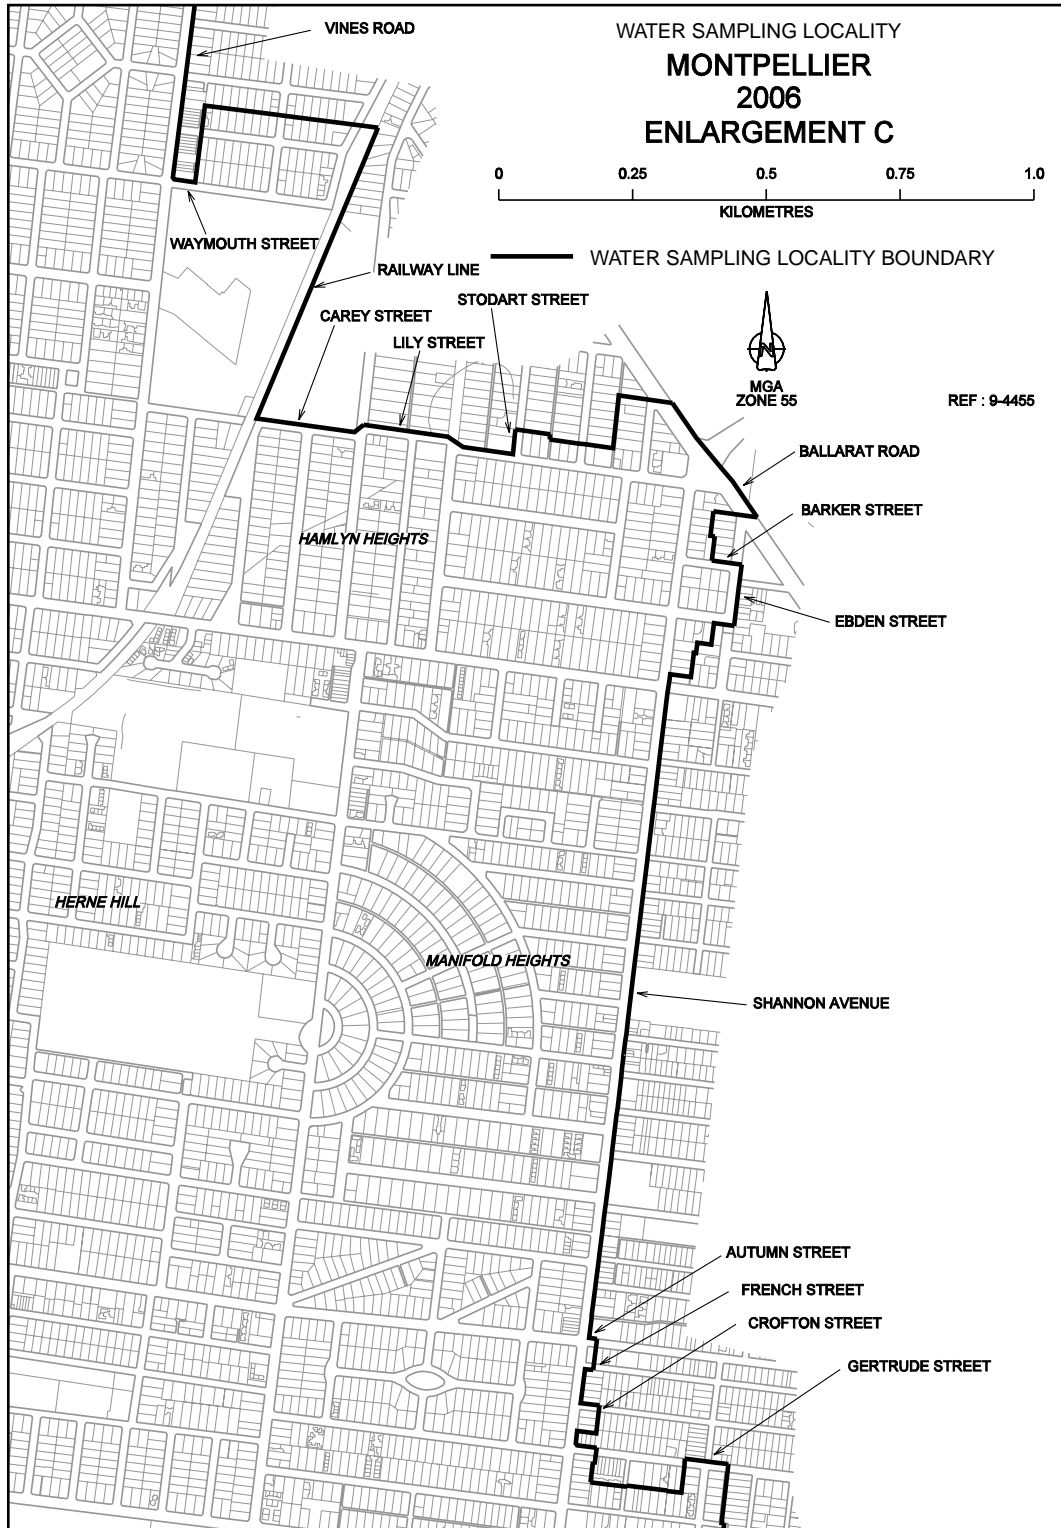 VINES ROAD
WATER SAMPLING LOCALITY
MONTPELLIER
2006
ENLARGEMENT C
0 0.25 0.5 0.75 1.0
KILOMETRES
WAYMOUTH STREET
WATER SAMPLING LOCALITY BOUNDARY
RAILWAY LINE
STODART STREET
CAREY STREET
LILY STREET
N
MGA
ZONE 55
REF : 9-4455
BALLARAT ROAD
BARKER STREET
HAMLYN HEIGHTS
EBDEN STREET
HERNE HILL
MANIFOLD HEIGHTS
SHANNON AVENUE
AUTUMN STREET
FRENCH STREET
CROFTON STREET
GERTRUDE STREET